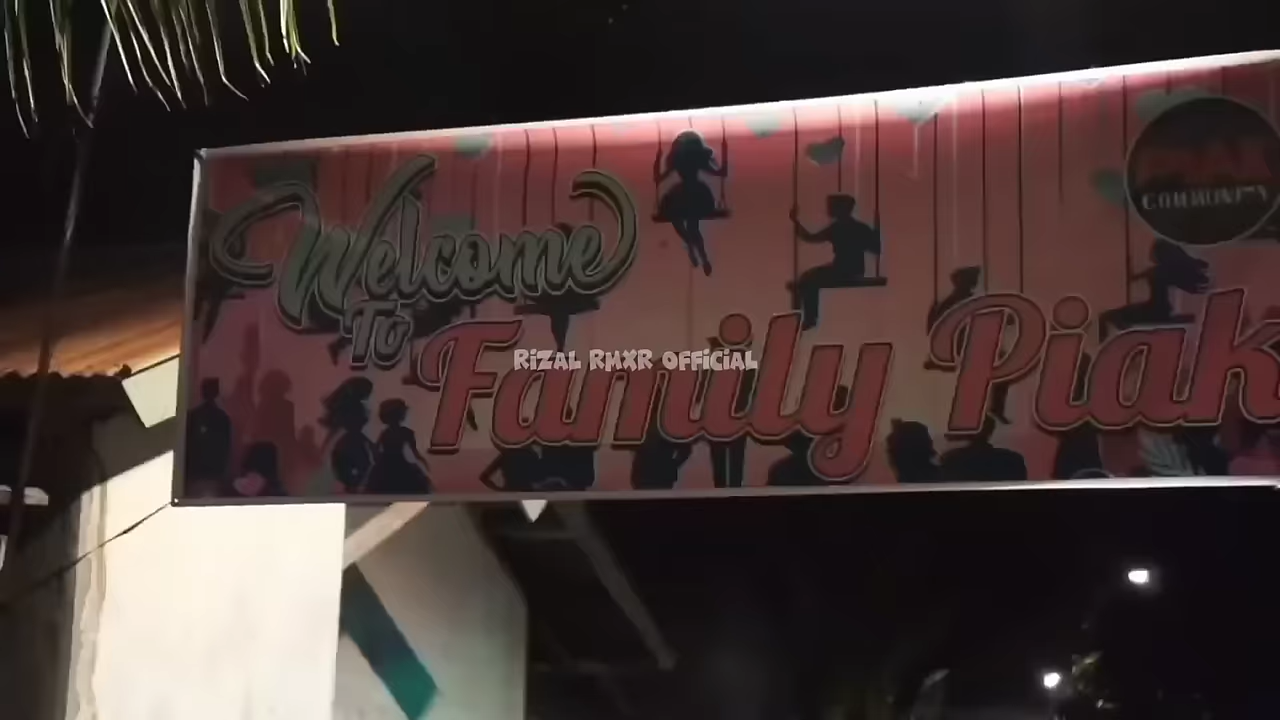 Welcome
To
Family Piak
RIZAL RMXR OFFICIAL
COMMUNITY